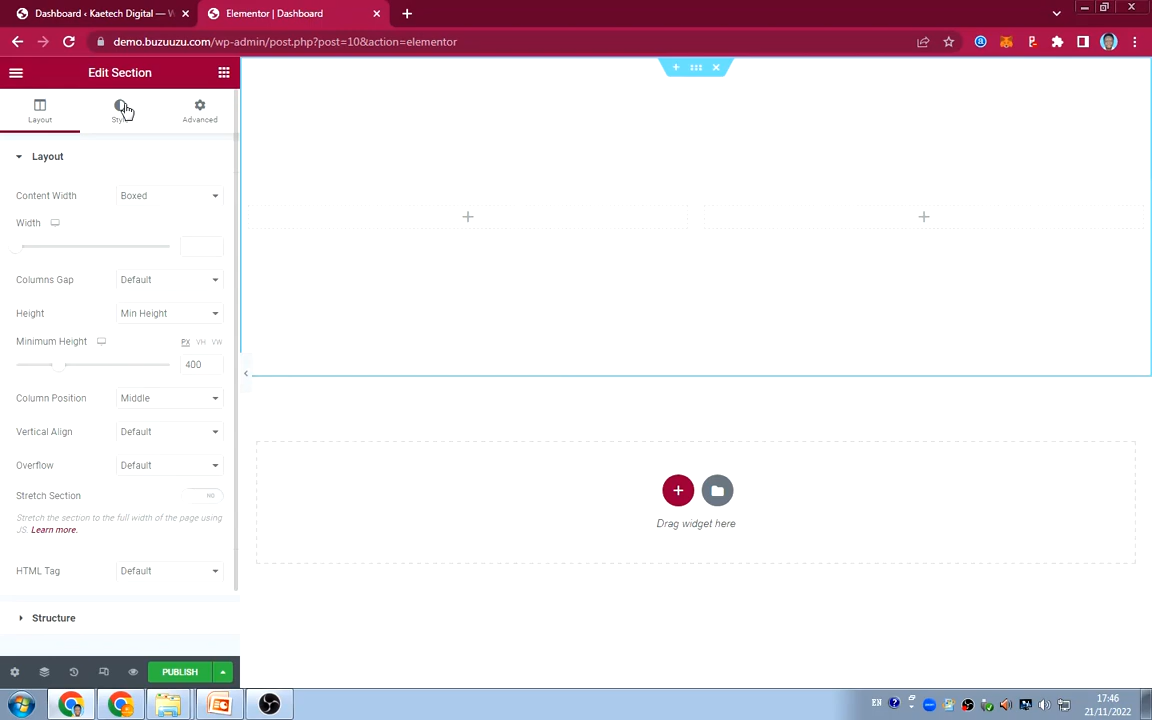 Dashboard ‹ Kaetech Digital — W
Elementor | Dashboard
demo.buzuuzu.com/wp-admin/post.php?post=10&action=elementor
Edit Section
Layout
Style
Advanced
Layout
Content Width
Boxed
Width
Columns Gap
Default
Height
Min Height
Minimum Height
PX VH VW
400
Column Position
Middle
Vertical Align
Default
Overflow
Default
Stretch Section
NO
Stretch the section to the full width of the page using
JS. Learn more.
HTML Tag
Default
Structure
PUBLISH
Drag widget here
EN
17:46
21/11/2022